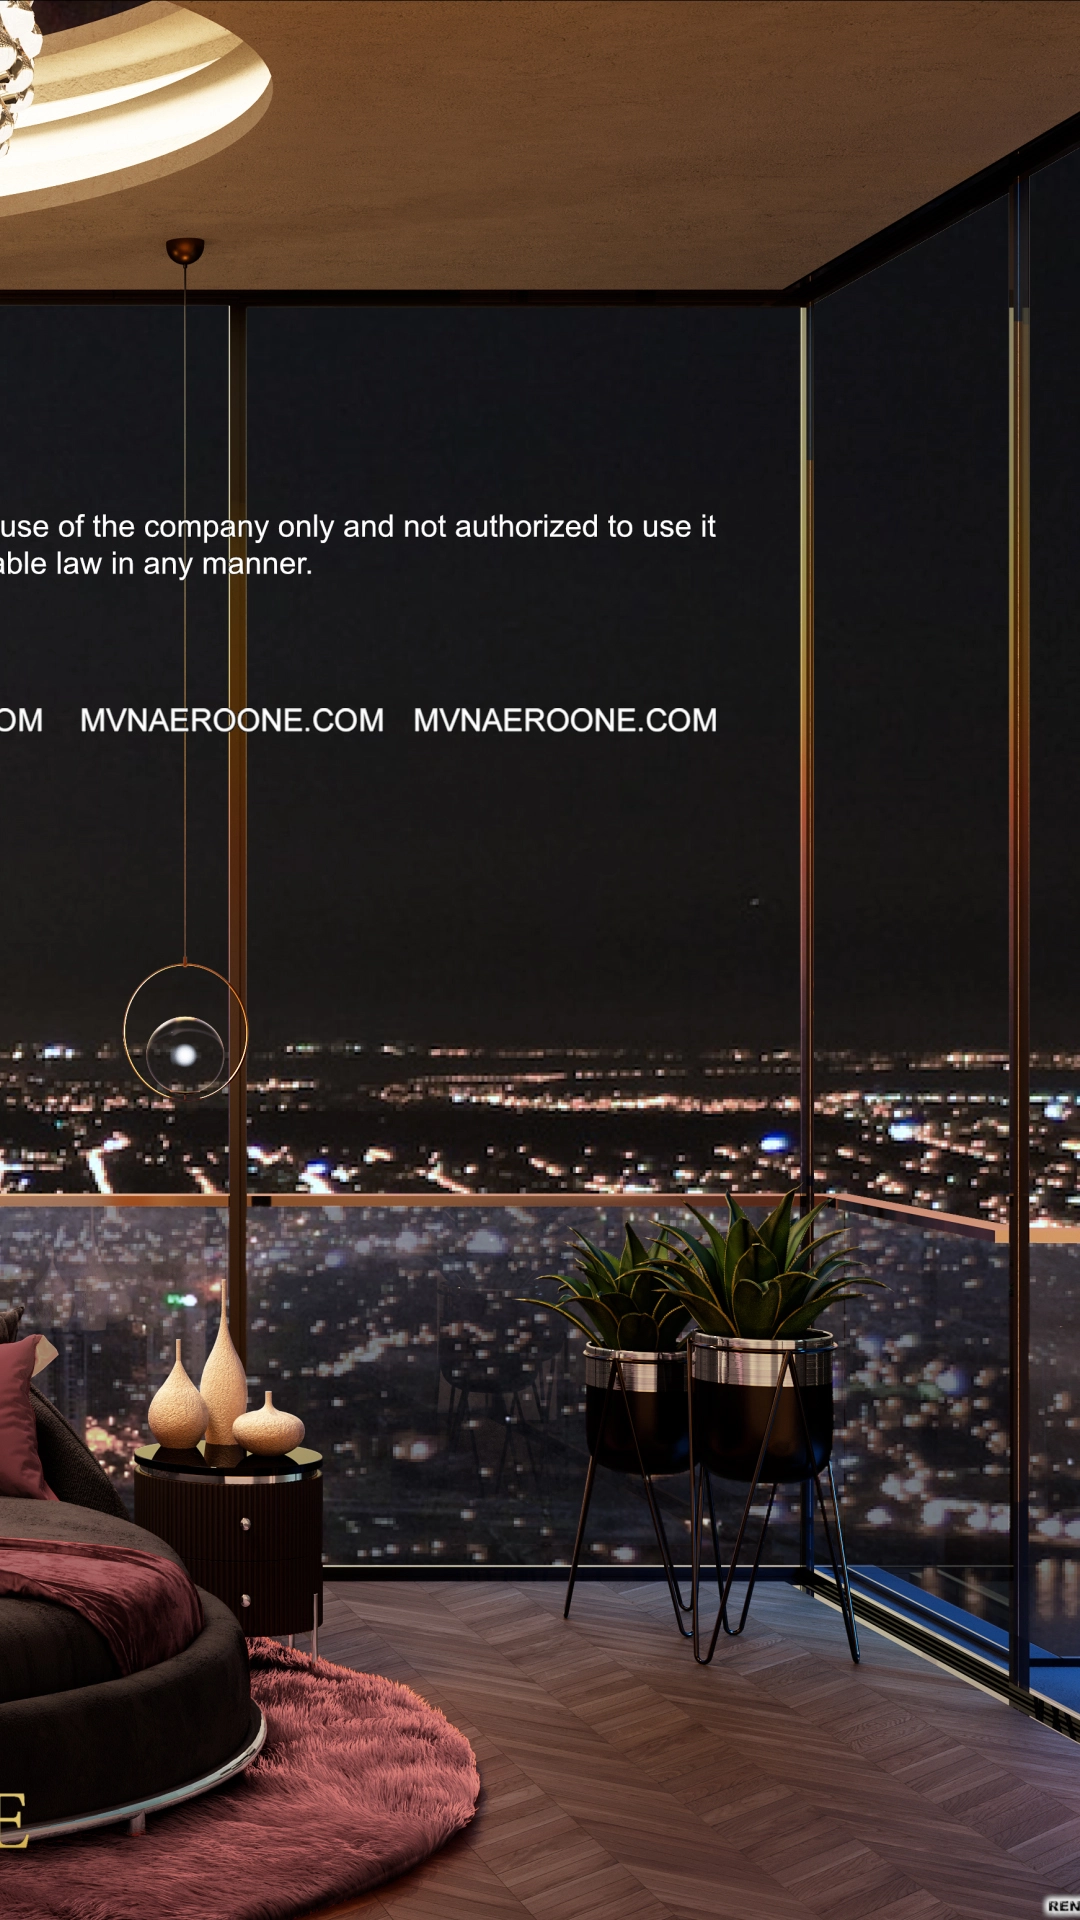 use of the company only and not authorized to use it
able law in any manner.
OM MVNAEROONE.COM MVNAEROONE.COM
E
REN